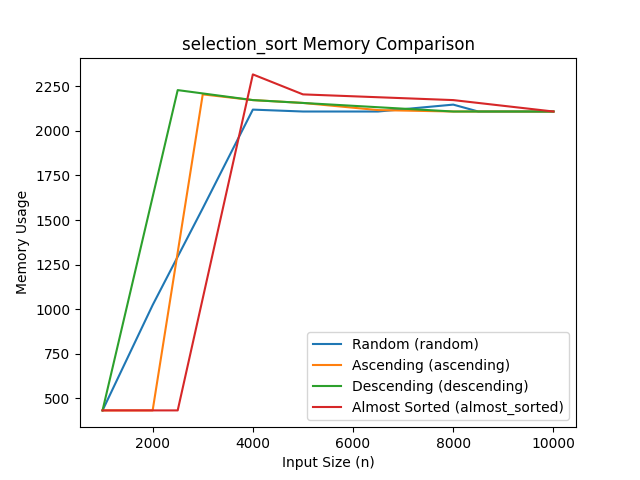 selection_sort Memory Comparison
Memory Usage
2250
2000
1750
1500
1250
1000
750
500
Random (random)
Ascending (ascending)
Descending (descending)
Almost Sorted (almost_sorted)
2000 4000 6000 8000 10000
Input Size (n)